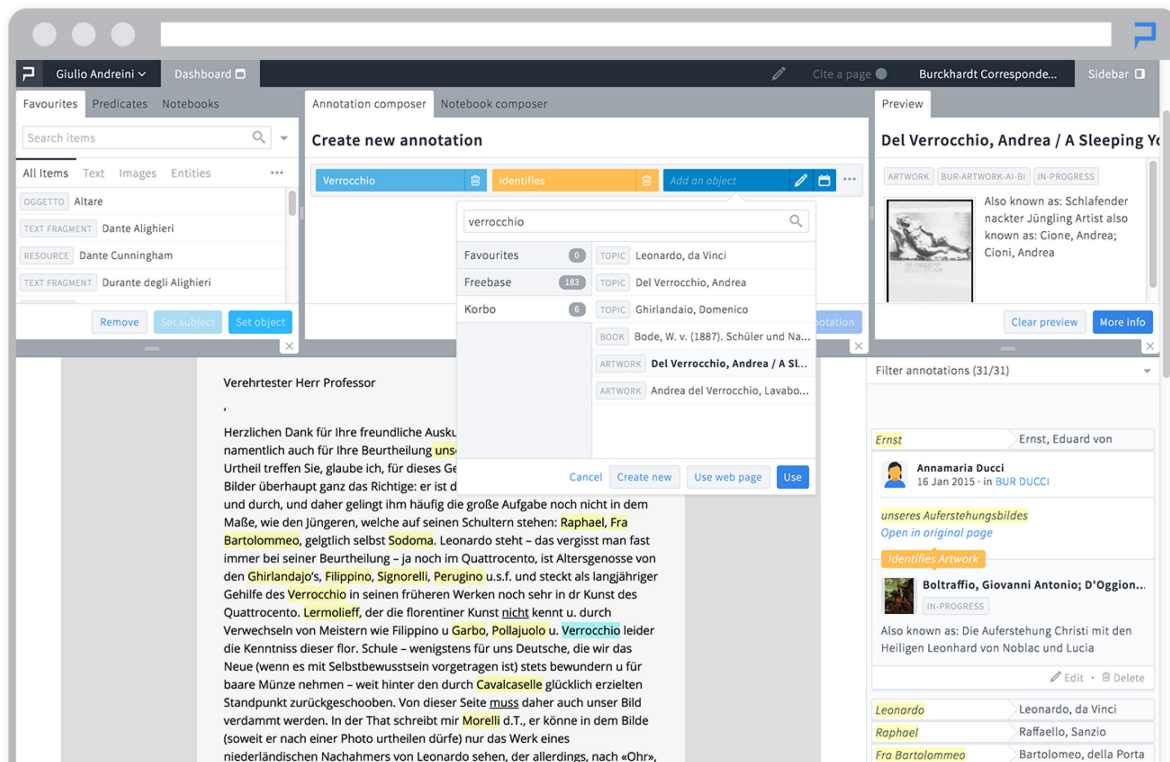 Giulio Andreini
Dashboard
Cite a page
Burckhardt Corresponde...
Sidebar
Favourites
Predicates
Notebooks
Search items
All Items
Text
Images
Entities
...
OGGETTO Altare
TEXT FRAGMENT Dante Alighieri
RESOURCE Dante Cunningham
TEXT FRAGMENT Durante degli Alighieri
Remove
Set subject
Set object
Annotation composer
Notebook composer
Create new annotation
Verrocchio
identifies
Add an object
...
verrocchio
Favourites 0
Freebase 183
Korbo 6
TOPIC Leonardo, da Vinci
TOPIC Del Verrocchio, Andrea
TOPIC Ghirlandaio, Domenico
BOOK Bode, W. v. (1887). Schüler und Na...
ARTWORK Del Verrocchio, Andrea / A Sl...
ARTWORK Andrea del Verrocchio, Lavabo...
Cancel
Create new
Use web page
Use
Preview
Del Verrocchio, Andrea / A Sleeping
ARTWORK
BUR-ARTWORK-AI-BI
IN-PROGRESS
Also known as: Schlafender
nackter Jüngling Artist also
known as: Cione, Andrea;
Cioni, Andrea
Clear preview
More info
Verehrtester Herr Professor
,
Herzlichen Dank für Ihre freundliche
namentlich auch für Ihre Beurtheilung
Urtheil treffen Sie, glaube ich, für dieses
Bilder überhaupt ganz das Richtige: er ist
und durch, und daher gelingt ihm häufig die große Aufgabe noch nicht in dem
Maße, wie den Jüngeren, welche auf seinen Schultern stehen: Raphael, Fra
Bartolommeo, gelgtlich selbst Sodoma. Leonardo steht – das vergisst man fast
immer bei seiner Beurtheilung – ja noch im Quattrocento, ist Altersgenosse von
den Ghirlandajo's, Filippino, Signorelli, Perugino u.s.f. und steckt als langjähriger
Gehilfe des Verrocchio in seinen früheren Werken noch sehr in dr Kunst des
Quattrocento. Lermolieff, der die florentiner Kunst nicht kennt u. durch
Verwechseln von Meistern wie Filippino u Garbo, Pollajuolo u. Verrocchio leider
die Kenntniss dieser flor. Schule – wenigstens für uns Deutsche, die wir das
Neue (wenn es mit Selbstbewusstsein vorgetragen ist) stets bewundern u für
baare Münze nehmen – weit hinter den durch Cavalcaselle glücklich erzielten
Standpunkt zurückgeschooben. Von dieser Seite muss daher auch unser Bild
verdammt werden. In der That schreibt mir Morelli d.T., er könne in dem Bilde
(soweit er nach einer Photo urtheilen dürfe) nur das Werk eines
niederländischen Nachahmers von Leonardo sehen, der allerdings, nach «Ohr»,
Filter annotations (31/31)
Ernst
Ernst, Eduard von
Annamaria Ducci
16 Jan 2015 · in BUR DUCCI
unseres Auferstehungsbildes
Open in original page
Identifies Artwork
Boltraffio, Giovanni Antonio; D'Oggion...
IN-PROGRESS
Also known as: Die Auferstehung Christi mit den
Heiligen Leonhard von Noblac und Lucia
Edit · Delete
Leonardo
Leonardo, da Vinci
Raphael
Raffaello, Sanzio
Fra Bartolommeo
Bartolomeo, della Porta